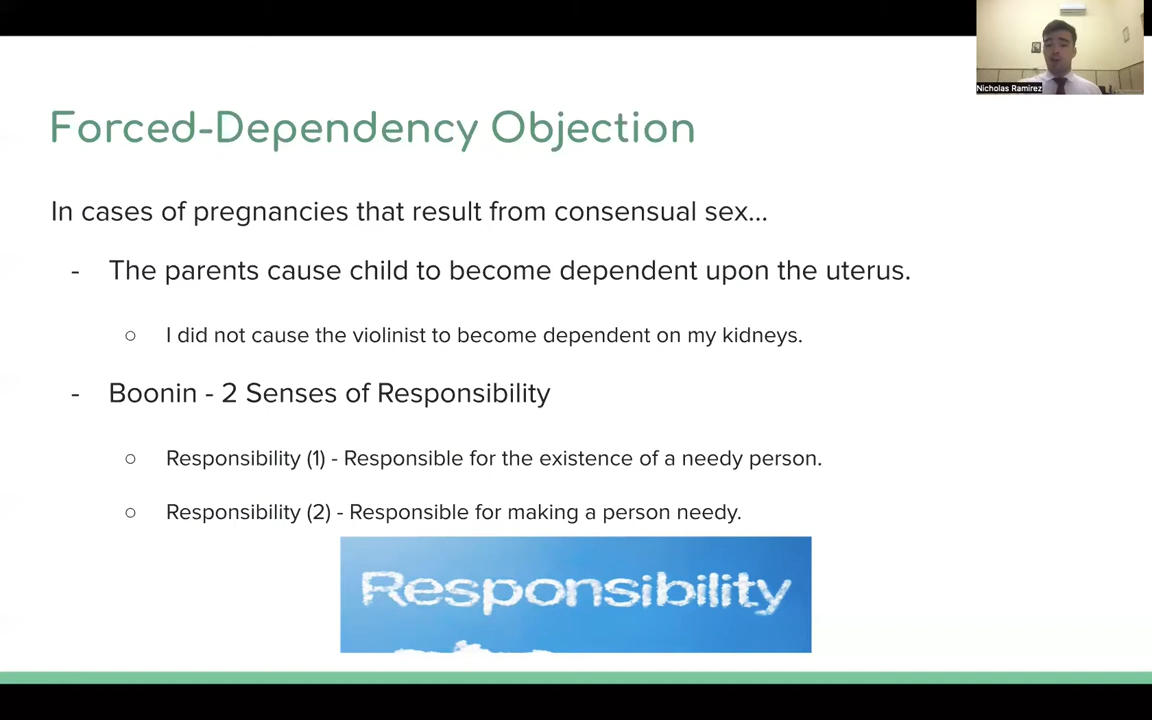 Nicholas Ramirez
Forced-Dependency Objection
In cases of pregnancies that result from consensual sex...
- The parents cause child to become dependent upon the uterus.
○ I did not cause the violinist to become dependent on my kidneys.
- Boonin - 2 Senses of Responsibility
○ Responsibility (1) - Responsible for the existence of a needy person.
○ Responsibility (2) - Responsible for making a person needy.
Responsibility